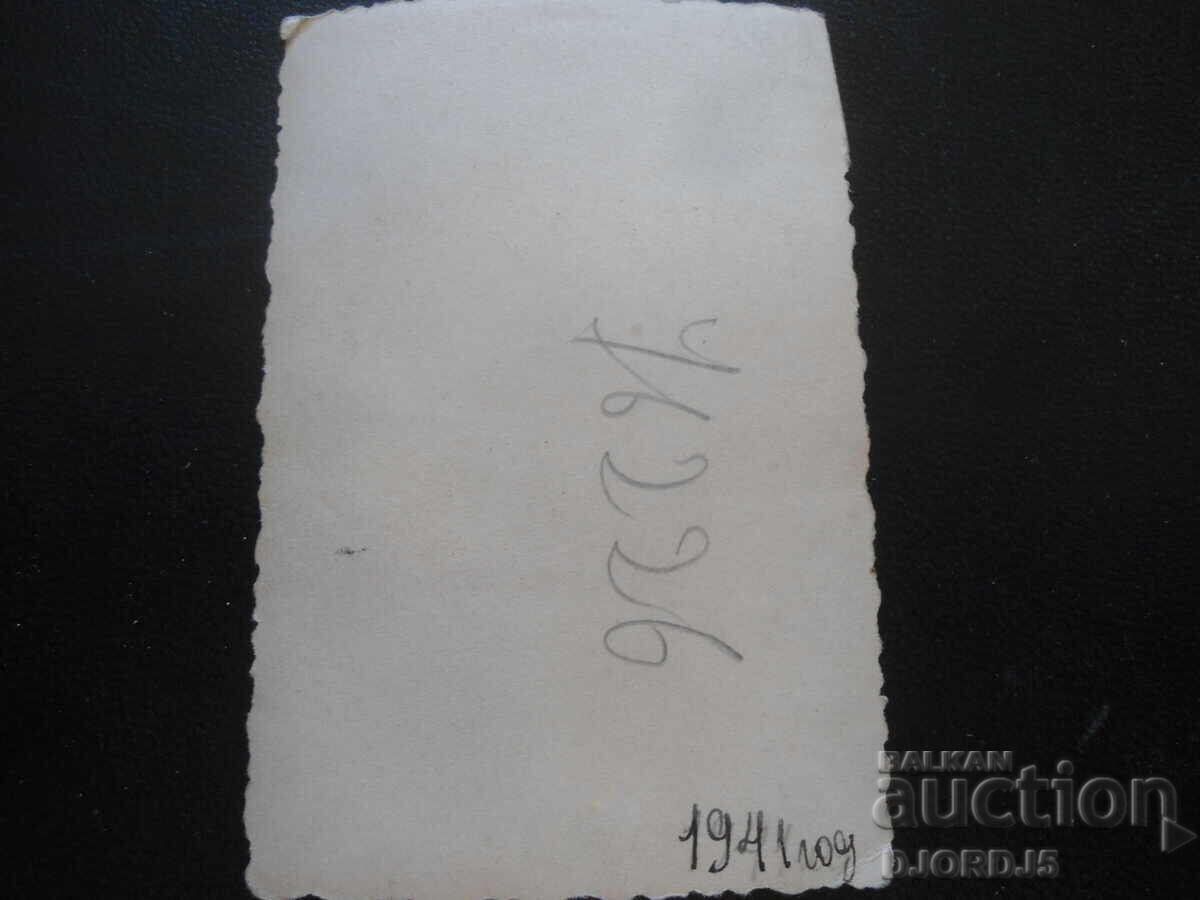 1941 год
BALKAN
auction
DJORDJ5